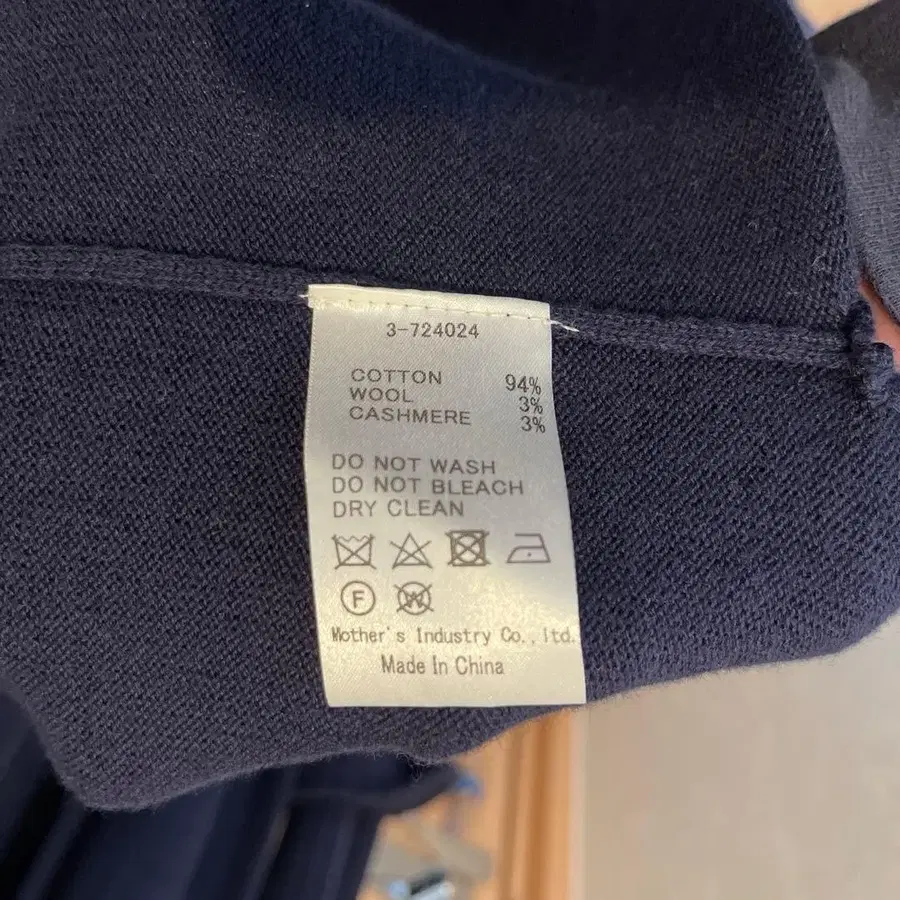 3-724024
COTTON 94%
WOOL 3%
CASHMERE 3%
DO NOT WASH
DO NOT BLEACH
DRY CLEAN
F W
Mother's Industry Co., ltd.
Made In China